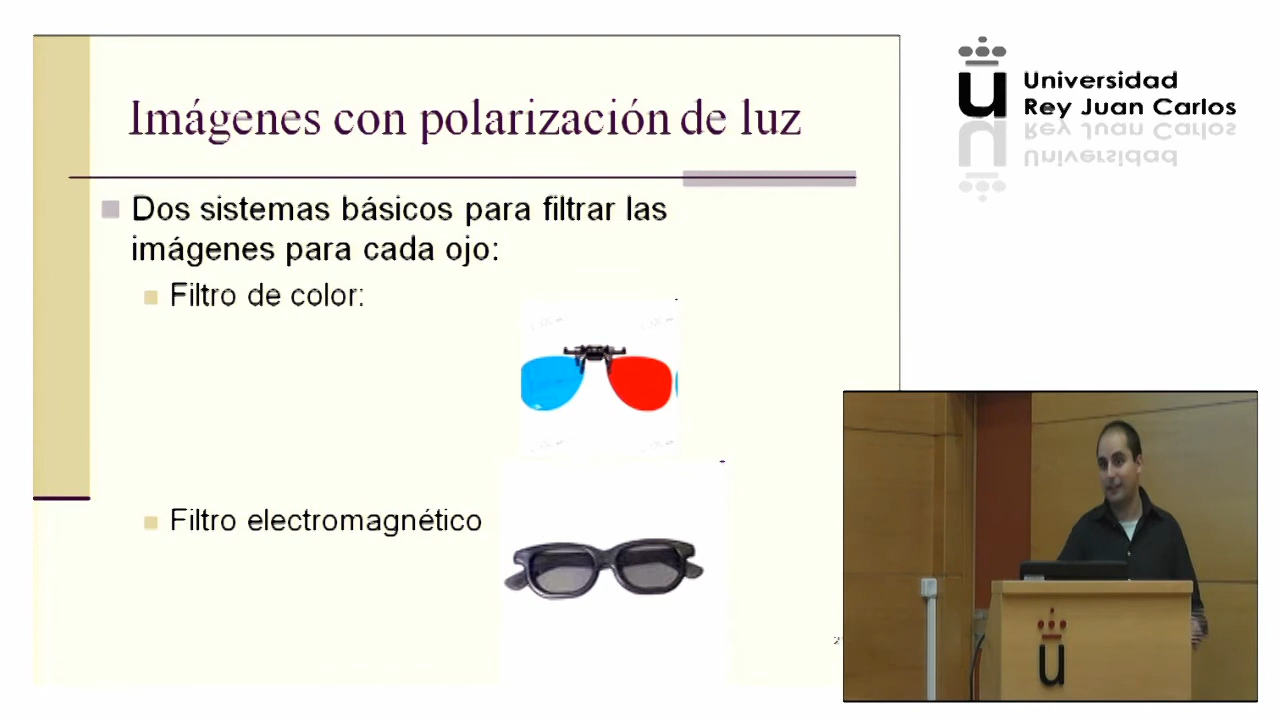 Imágenes con polarización de luz
Dos sistemas básicos para filtrar las
imágenes para cada ojo:
Filtro de color:
Filtro electromagnético
Universidad
Rey Juan Carlos